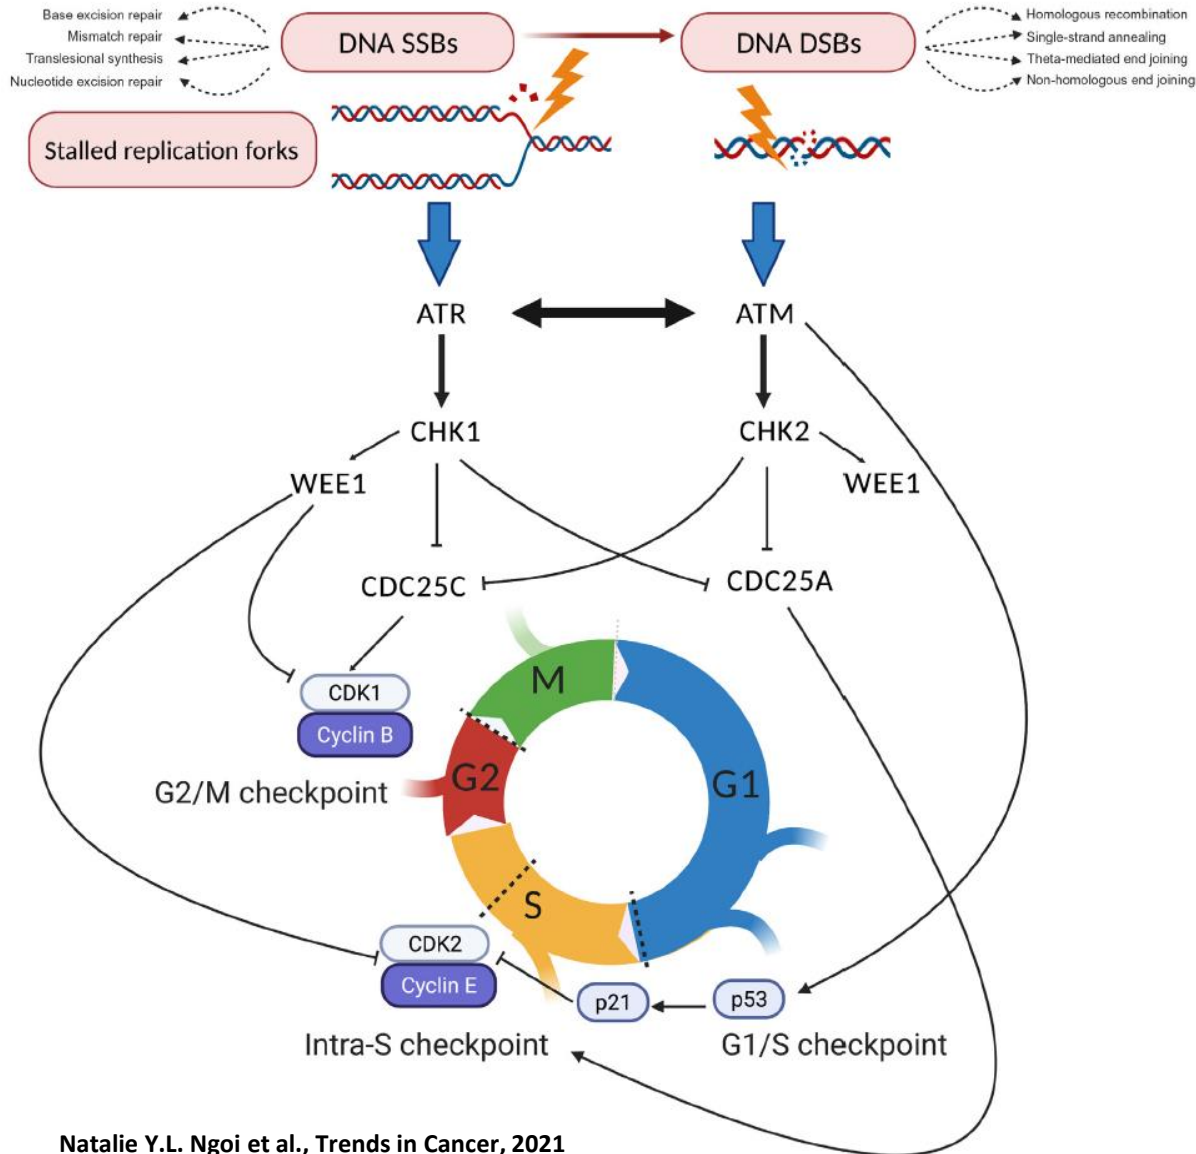 Base excision repair
Mismatch repair
Translesional synthesis
Nucleotide excision repair
DNA SSBs
DNA DSBs
Homologous recombination
Single-strand annealing
Theta-mediated end joining
Non-homologous end joining
Stalled replication forks
ATR
ATM
CHK1
CHK2
WEE1
WEE1
CDC25C
CDC25A
M
CDK1
Cyclin B
G2
G1
G2/M checkpoint
S
CDK2
Cyclin E
p21
p53
Intra-S checkpoint
G1/S checkpoint
Natalie Y.L. Ngoi et al., Trends in Cancer, 2021